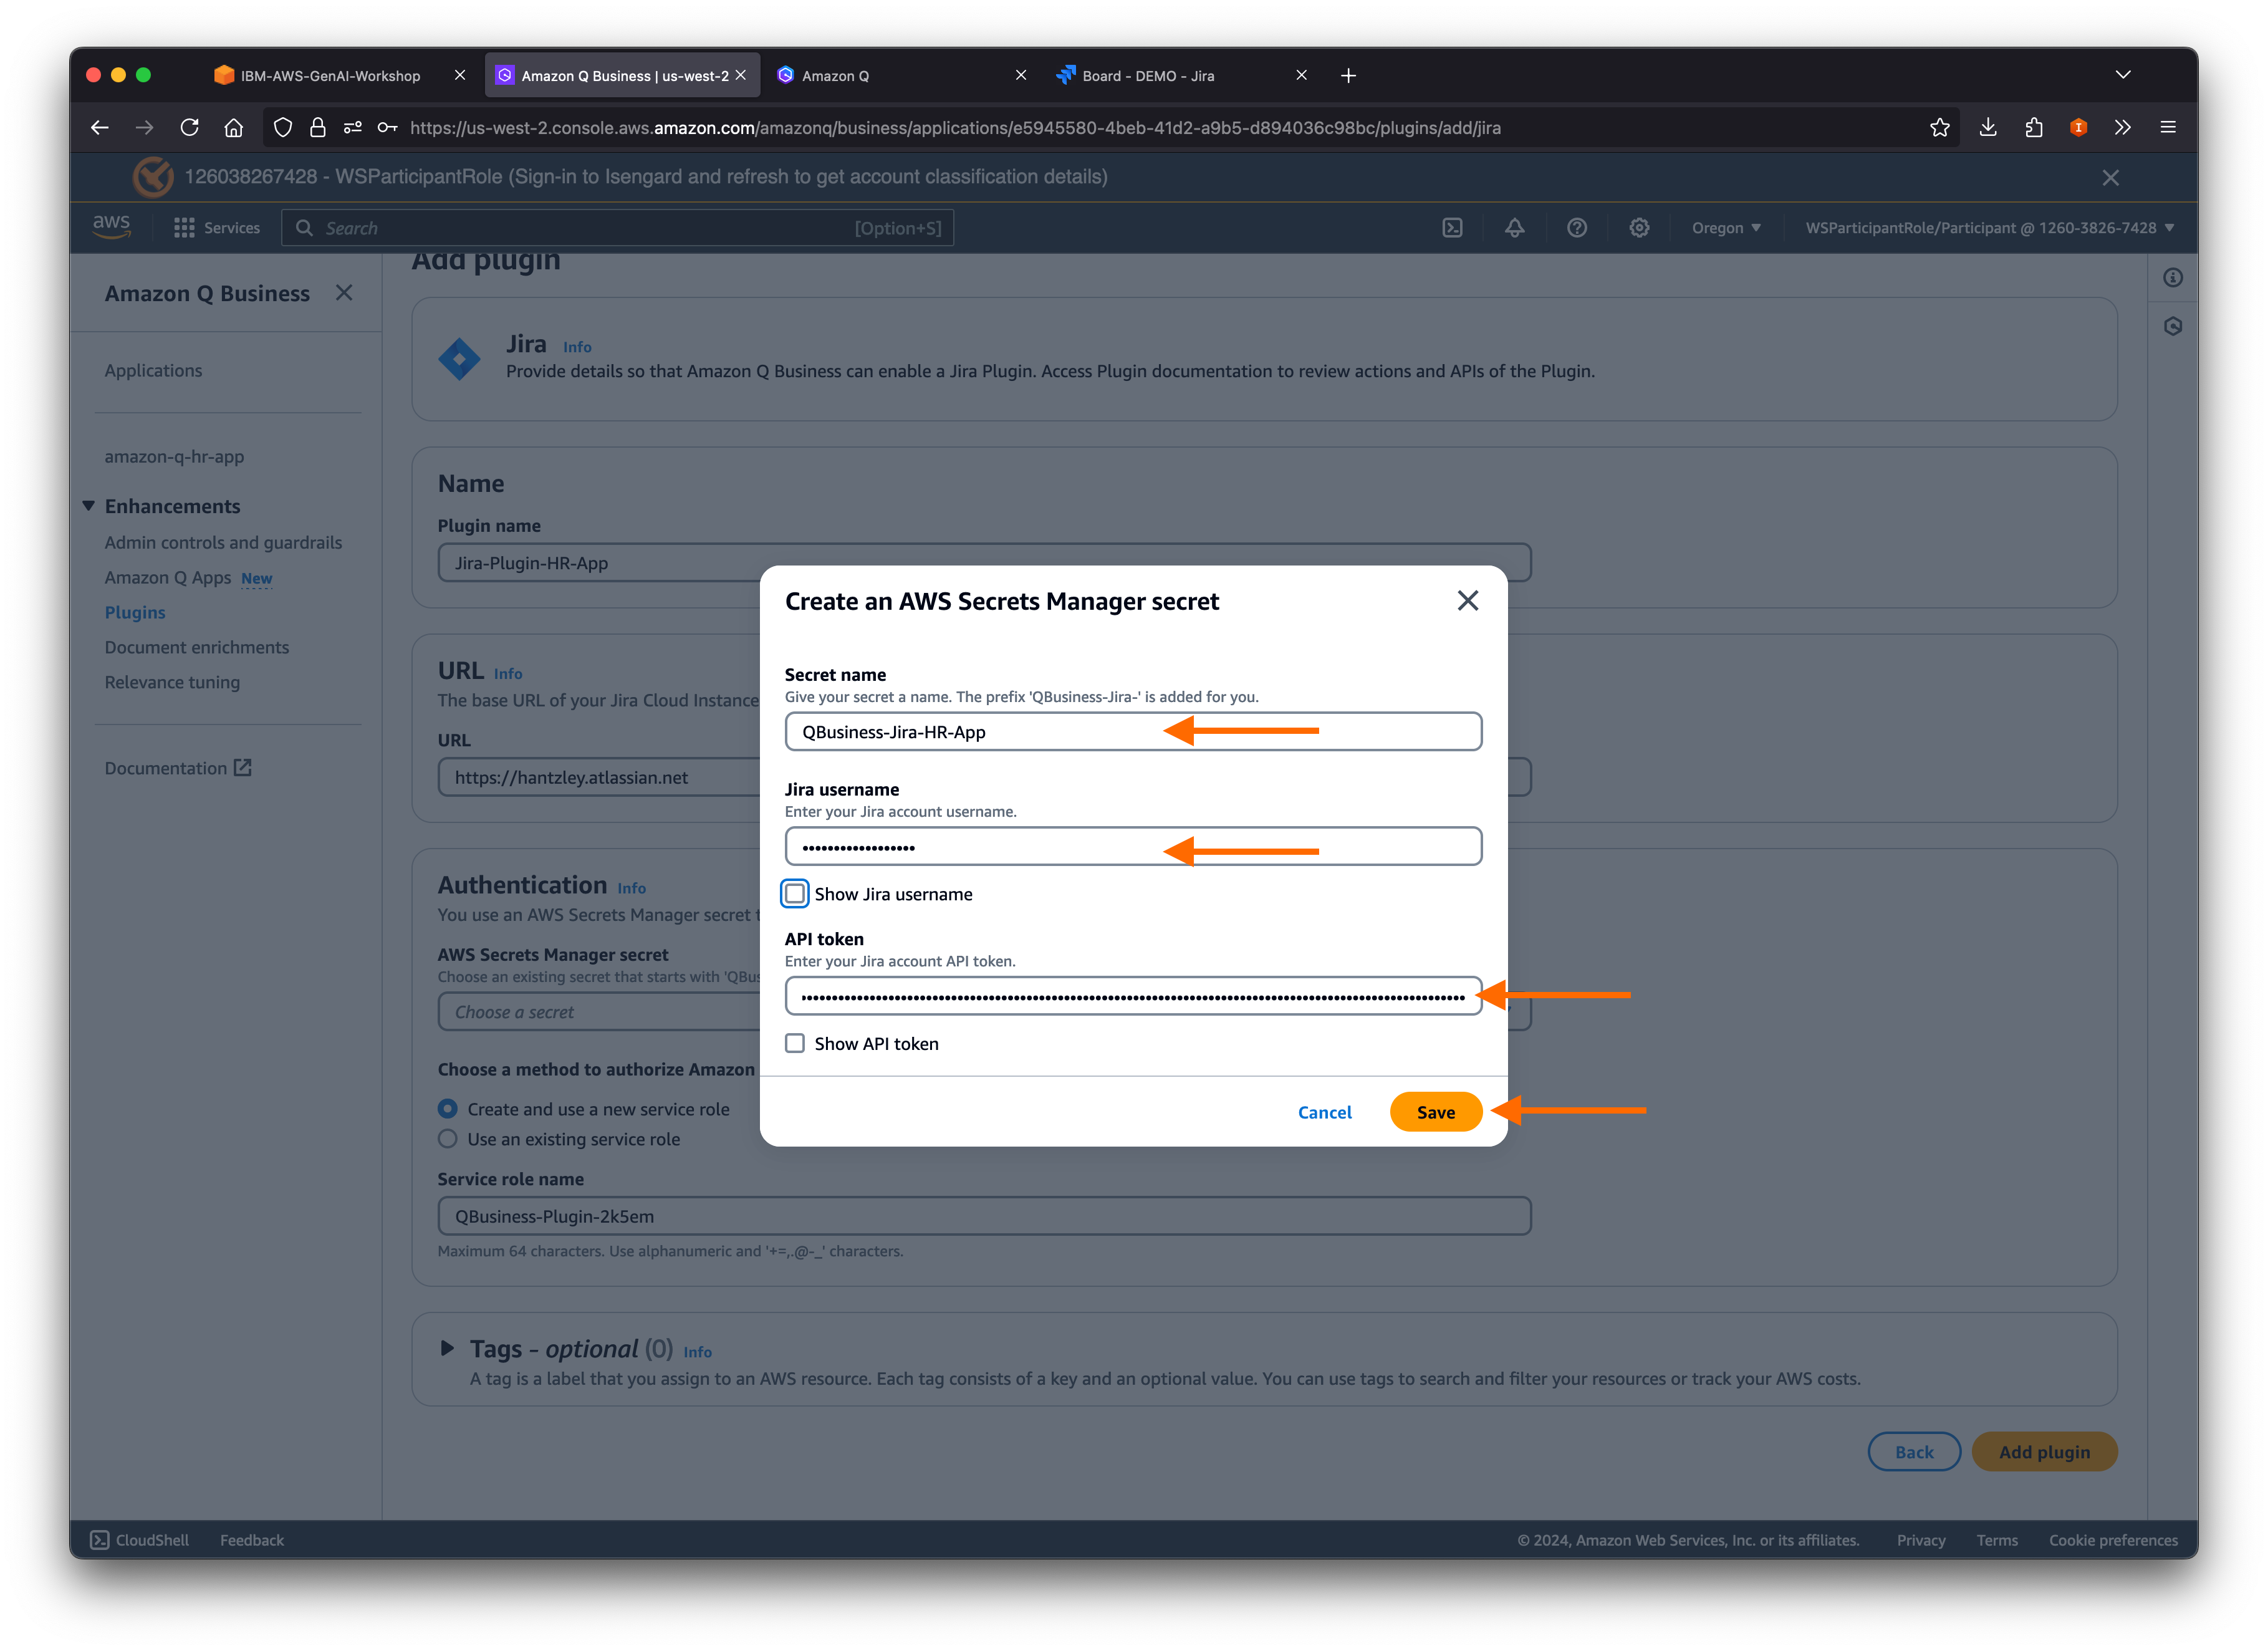 IBM-AWS-GenAI-Workshop
Amazon Q Business | us-west-2
Amazon Q
Board - DEMO - Jira
https://us-west-2.console.aws.amazon.com/amazonq/business/applications/e5945580-4beb-41d2-a9b5-d894036c98bc/plugins/add/jira
126038267428 - WSParticipantRole (Sign-in to Isengard and refresh to get account classification details)
aws
Services
Search
[Option+S]
Oregon
WSParticipantRole/Participant @ 1260-3826-7428
Amazon Q Business
Applications
amazon-q-hr-app
Enhancements
Admin controls and guardrails
Amazon Q Apps New
Plugins
Document enrichments
Relevance tuning
Documentation
Add plugin
Jira Info
Provide details so that Amazon Q Business can enable a Jira Plugin. Access Plugin documentation to review actions and APIs of the Plugin.
Name
Plugin name
Jira-Plugin-HR-App
URL Info
The base URL of your Jira Cloud Instance
URL
https://hantzley.atlassian.net
Authentication Info
You use an AWS Secrets Manager secret t
AWS Secrets Manager secret
Choose an existing secret that starts with 'QBus
Choose a secret
Choose a method to authorize Amazon
Create and use a new service role
Use an existing service role
Service role name
QBusiness-Plugin-2k5em
Maximum 64 characters. Use alphanumeric and '+=,.@-_' characters.
Tags - optional (0) Info
A tag is a label that you assign to an AWS resource. Each tag consists of a key and an optional value. You can use tags to search and filter your resources or track your AWS costs.
Back
Add plugin
Create an AWS Secrets Manager secret
Secret name
Give your secret a name. The prefix 'QBusiness-Jira-' is added for you.
QBusiness-Jira-HR-App
Jira username
Enter your Jira account username.
Show Jira username
API token
Enter your Jira account API token.
Show API token
Cancel
Save
CloudShell
Feedback
© 2024, Amazon Web Services, Inc. or its affiliates.
Privacy
Terms
Cookie preferences